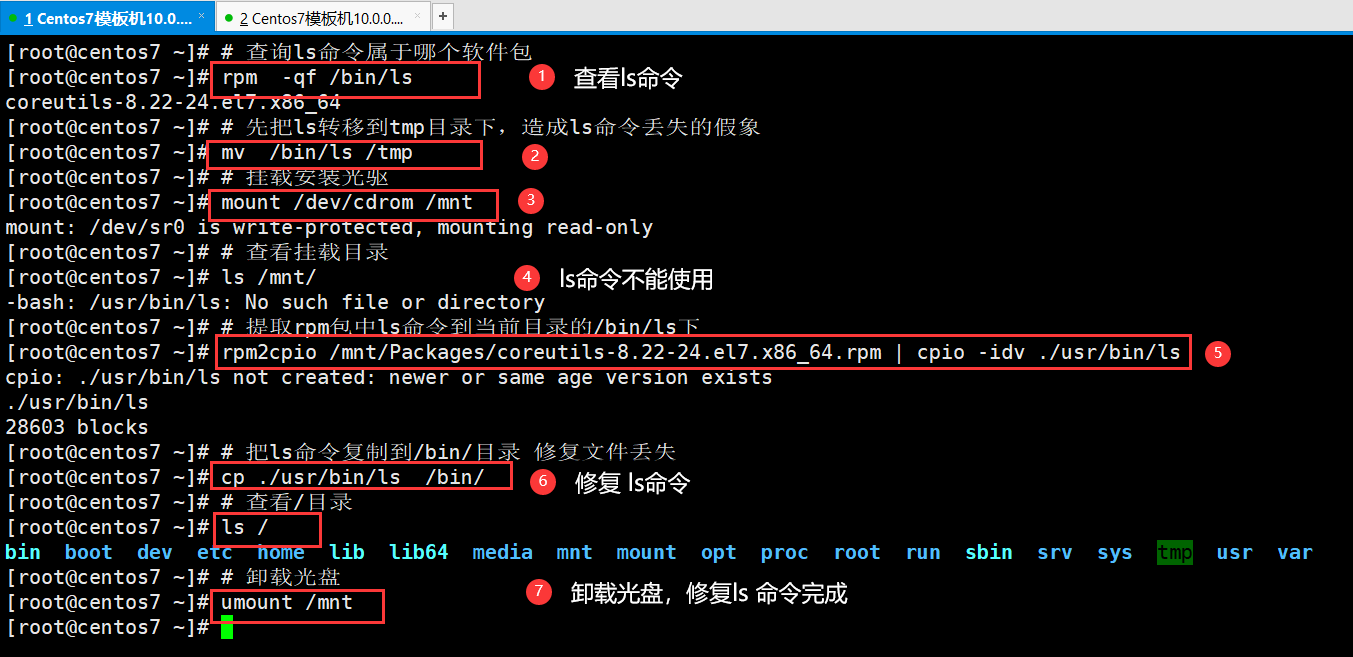 1 Centos7模板机10.0.... × 2 Centos7模板机10.0.0.... × +
[root@centos7 ~]# # 查询ls命令属于哪个软件包
[root@centos7 ~]# rpm  -qf /bin/ls 1 查看ls命令
coreutils-8.22-24.el7.x86_64
[root@centos7 ~]# # 先把ls转移到tmp目录下，造成ls命令丢失的假象
[root@centos7 ~]# mv  /bin/ls /tmp 2
[root@centos7 ~]# # 挂载安装光驱
[root@centos7 ~]# mount /dev/cdrom /mnt 3
mount: /dev/sr0 is write-protected, mounting read-only
[root@centos7 ~]# # 查看挂载目录
[root@centos7 ~]# ls /mnt/ 4 ls命令不能使用
-bash: /usr/bin/ls: No such file or directory
[root@centos7 ~]# # 提取rpm包中ls命令到当前目录的/bin/ls下
[root@centos7 ~]# rpm2cpio /mnt/Packages/coreutils-8.22-24.el7.x86_64.rpm | cpio -idv ./usr/bin/ls 5
cpio: ./usr/bin/ls not created: newer or same age version exists
./usr/bin/ls
28603 blocks
[root@centos7 ~]# # 把ls命令复制到/bin/目录 修复文件丢失
[root@centos7 ~]# cp ./usr/bin/ls  /bin/ 6 修复 ls命令
[root@centos7 ~]# # 查看/目录
[root@centos7 ~]# ls /
bin  boot  dev  etc  home  lib  lib64  media  mnt  mount  opt  proc  root  run  sbin  srv  sys  tmp  usr  var
[root@centos7 ~]# # 卸载光盘
[root@centos7 ~]# umount /mnt 7 卸载光盘，修复ls 命令完成
[root@centos7 ~]#